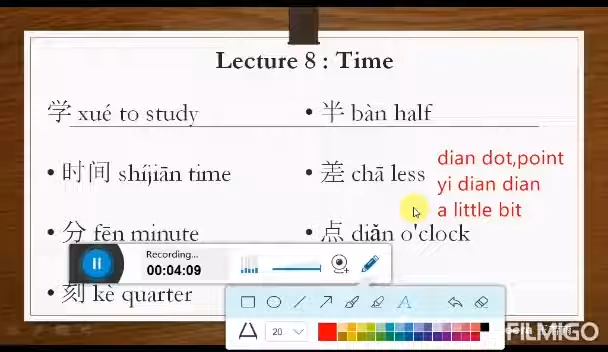 Lecture 8 : Time
学 xué to study
• 半 bàn half
• 时间 shíjiān time
• 差 chā less
dian dot,point
yi dian dian
a little bit
• 分 fēn minute
• 点 diǎn o'clock
Recording...
00:04:09
• 刻 kè quarter
A
20
FILMIGO